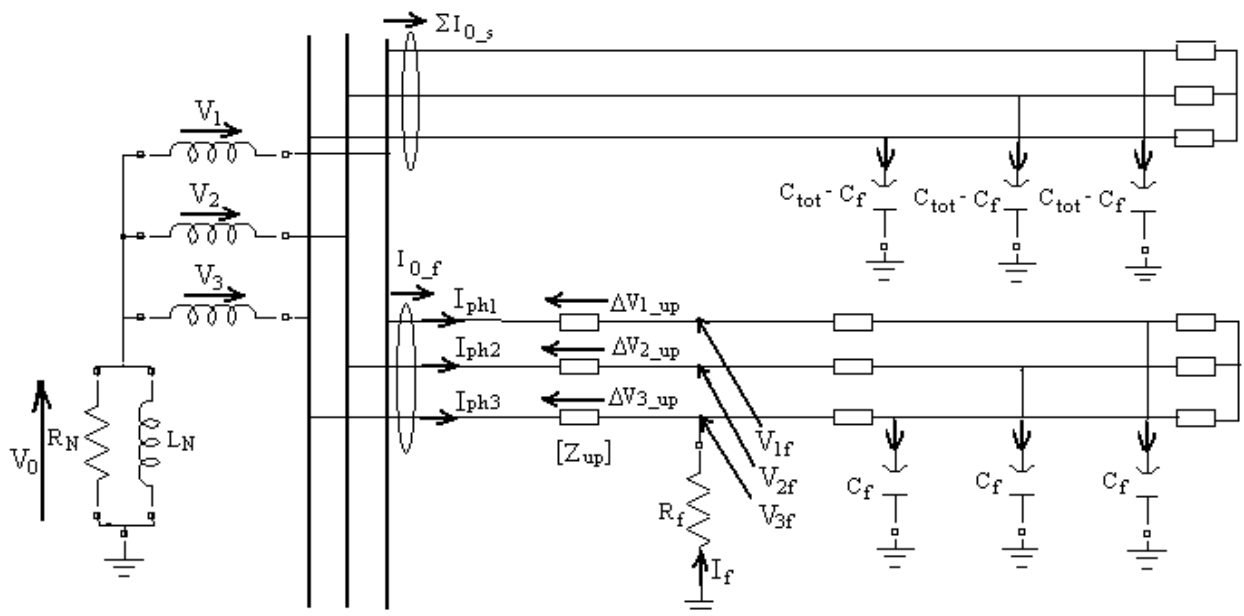 ΣI0_s
V1
V2
V3
Ctot - Cf
Ctot - Cf
Ctot - Cf
I0_f
Iph1
ΔV1_up
Iph2
ΔV2_up
Iph3
ΔV3_up
[Zup]
V1f
V2f
V3f
V0
RN
LN
Rf
If
Cf
Cf
Cf